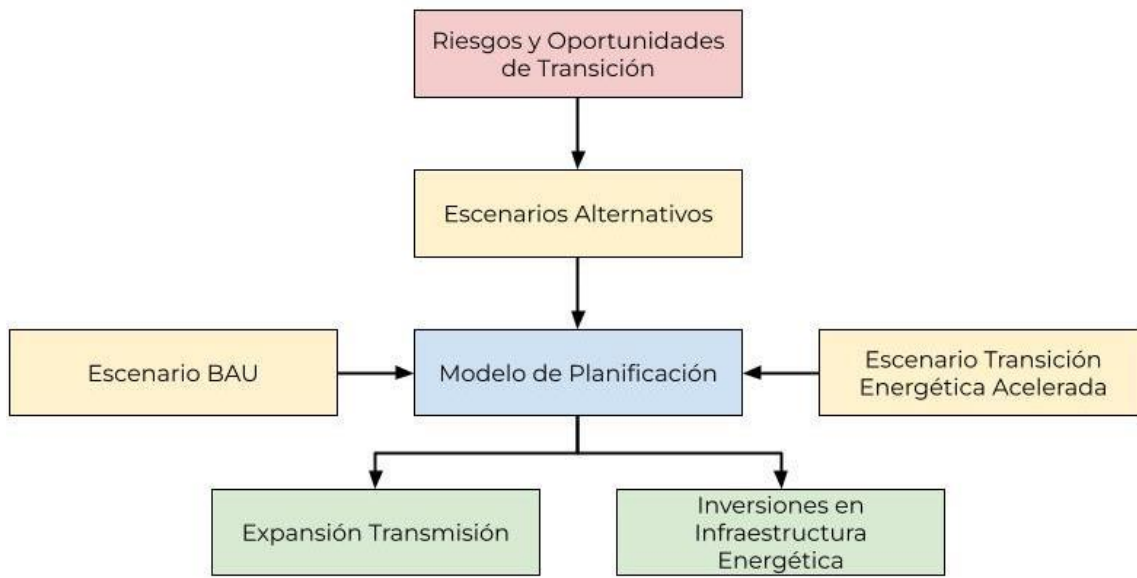 Riesgos y Oportunidades
de Transición
Escenarios Alternativos
Escenario BAU
Modelo de Planificación
Escenario Transición
Energética Acelerada
Expansión Transmisión
Inversiones en
Infraestructura
Energética